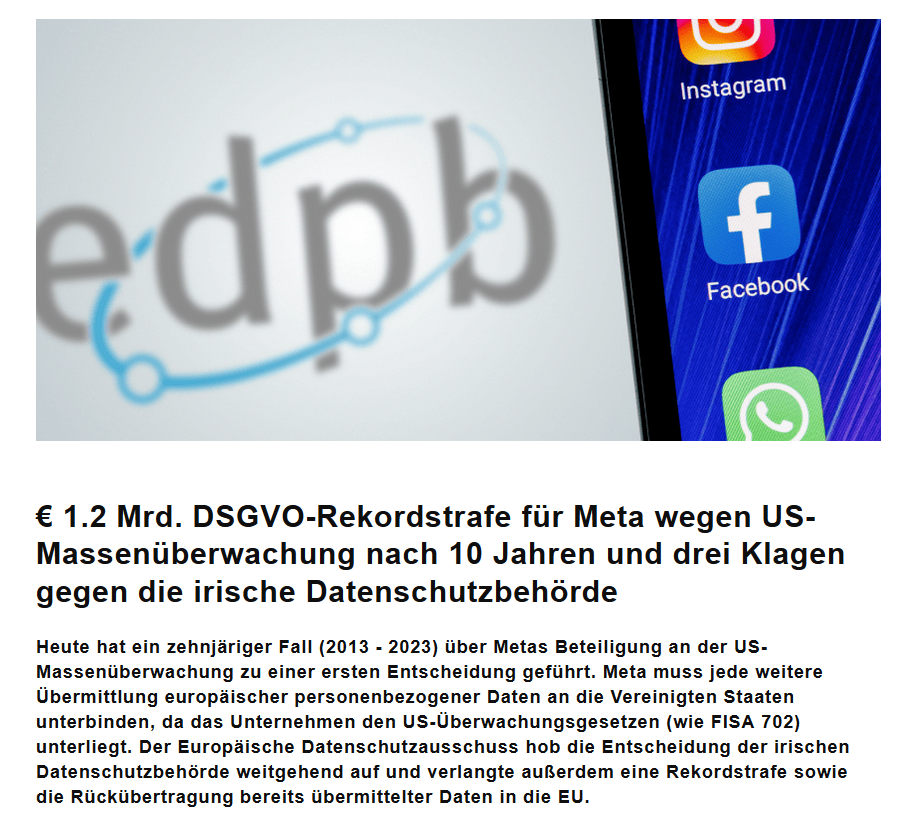 edpb
Instagram
Facebook
€ 1.2 Mrd. DSGVO-Rekordstrafe für Meta wegen US-
Massenüberwachung nach 10 Jahren und drei Klagen
gegen die irische Datenschutzbehörde
Heute hat ein zehnjäriger Fall (2013 - 2023) über Metas Beteiligung an der US-
Massenüberwachung zu einer ersten Entscheidung geführt. Meta muss jede weitere
Übermittlung europäischer personenbezogener Daten an die Vereinigten Staaten
unterbinden, da das Unternehmen den US-Überwachungsgesetzen (wie FISA 702)
unterliegt. Der Europäische Datenschutzausschuss hob die Entscheidung der irischen
Datenschutzbehörde weitgehend auf und verlangte außerdem eine Rekordstrafe sowie
die Rückübertragung bereits übermittelter Daten in die EU.